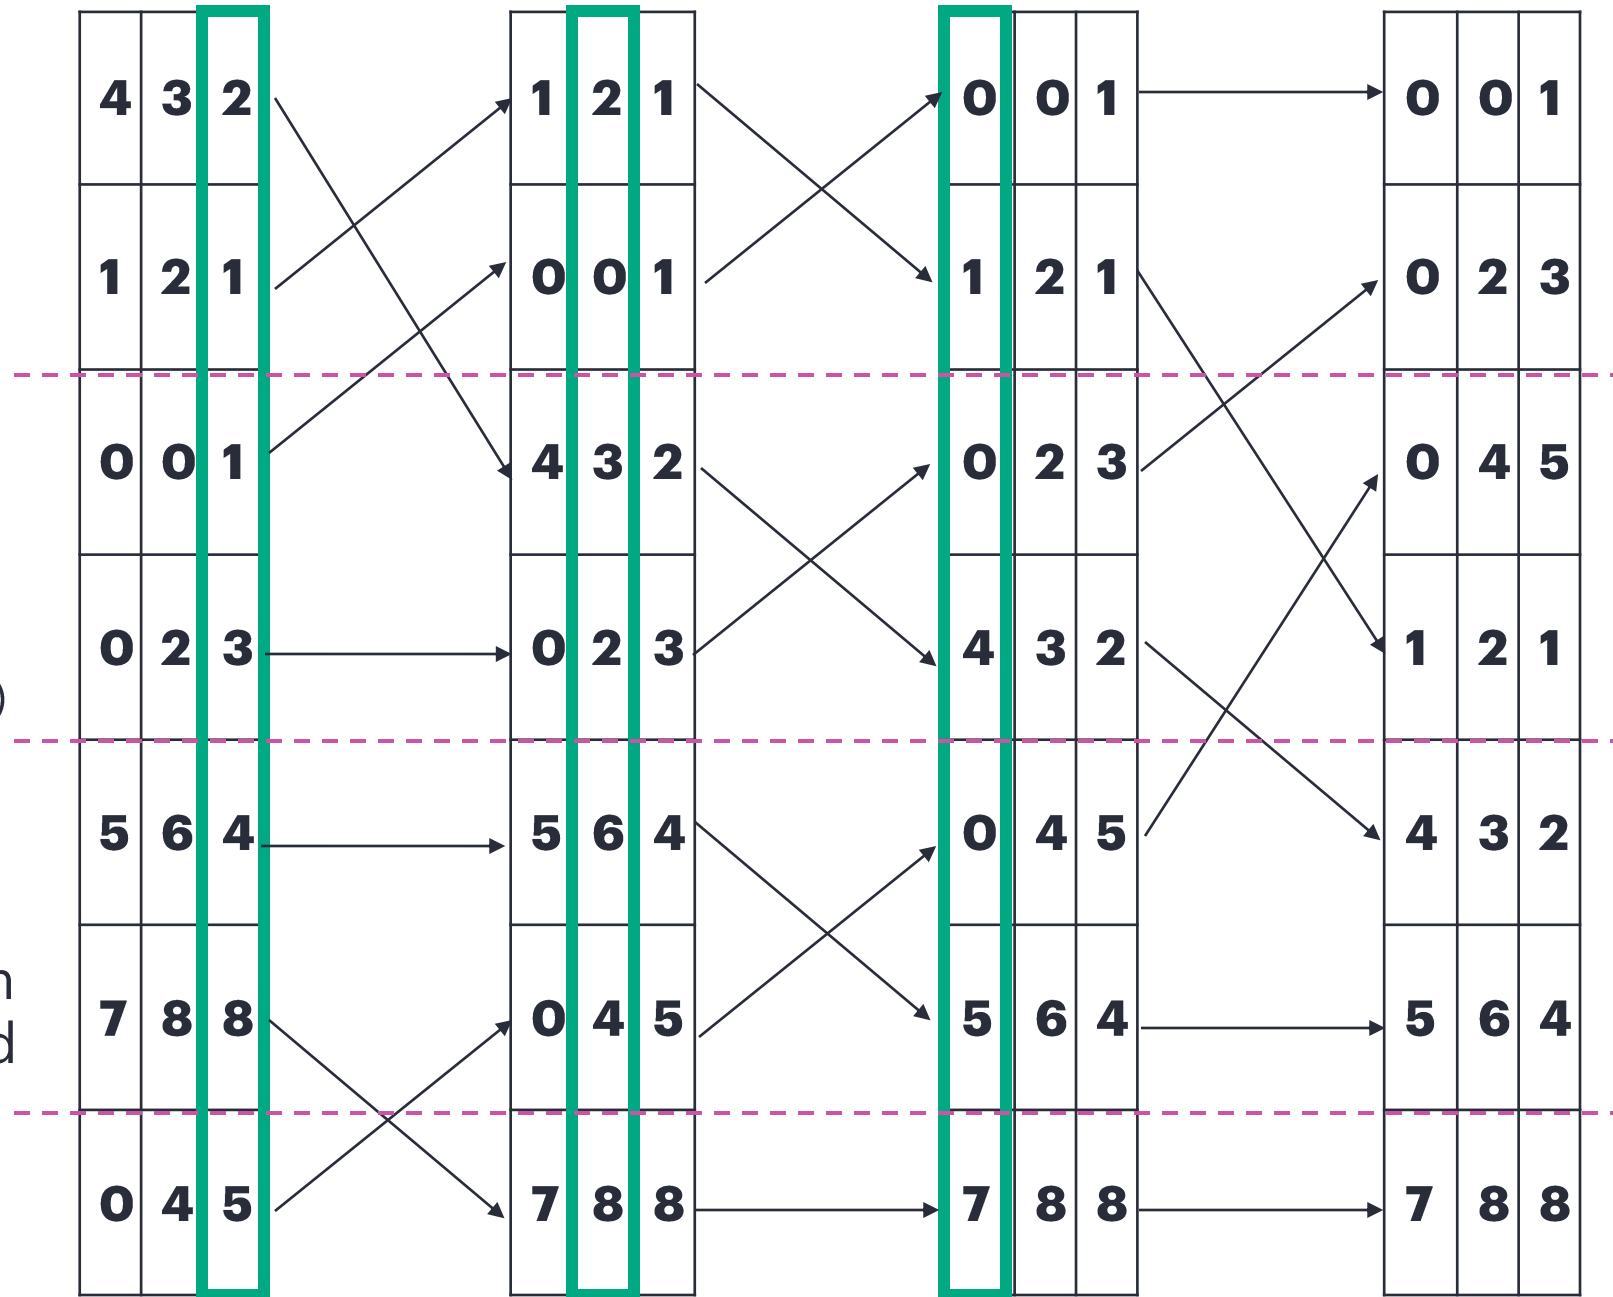 4 3 2 1 2 1 0 0 1 0 0 1
1 2 1 0 0 1 1 2 1 0 2 3
0 0 1 4 3 2 0 2 3 0 4 5
0 2 3 0 2 3 4 3 2 1 2 1
)
5 6 4 5 6 4 0 4 5 4 3 2
n
7 8 8 0 4 5 5 6 4 5 6 4
d
0 4 5 7 8 8 7 8 8 7 8 8